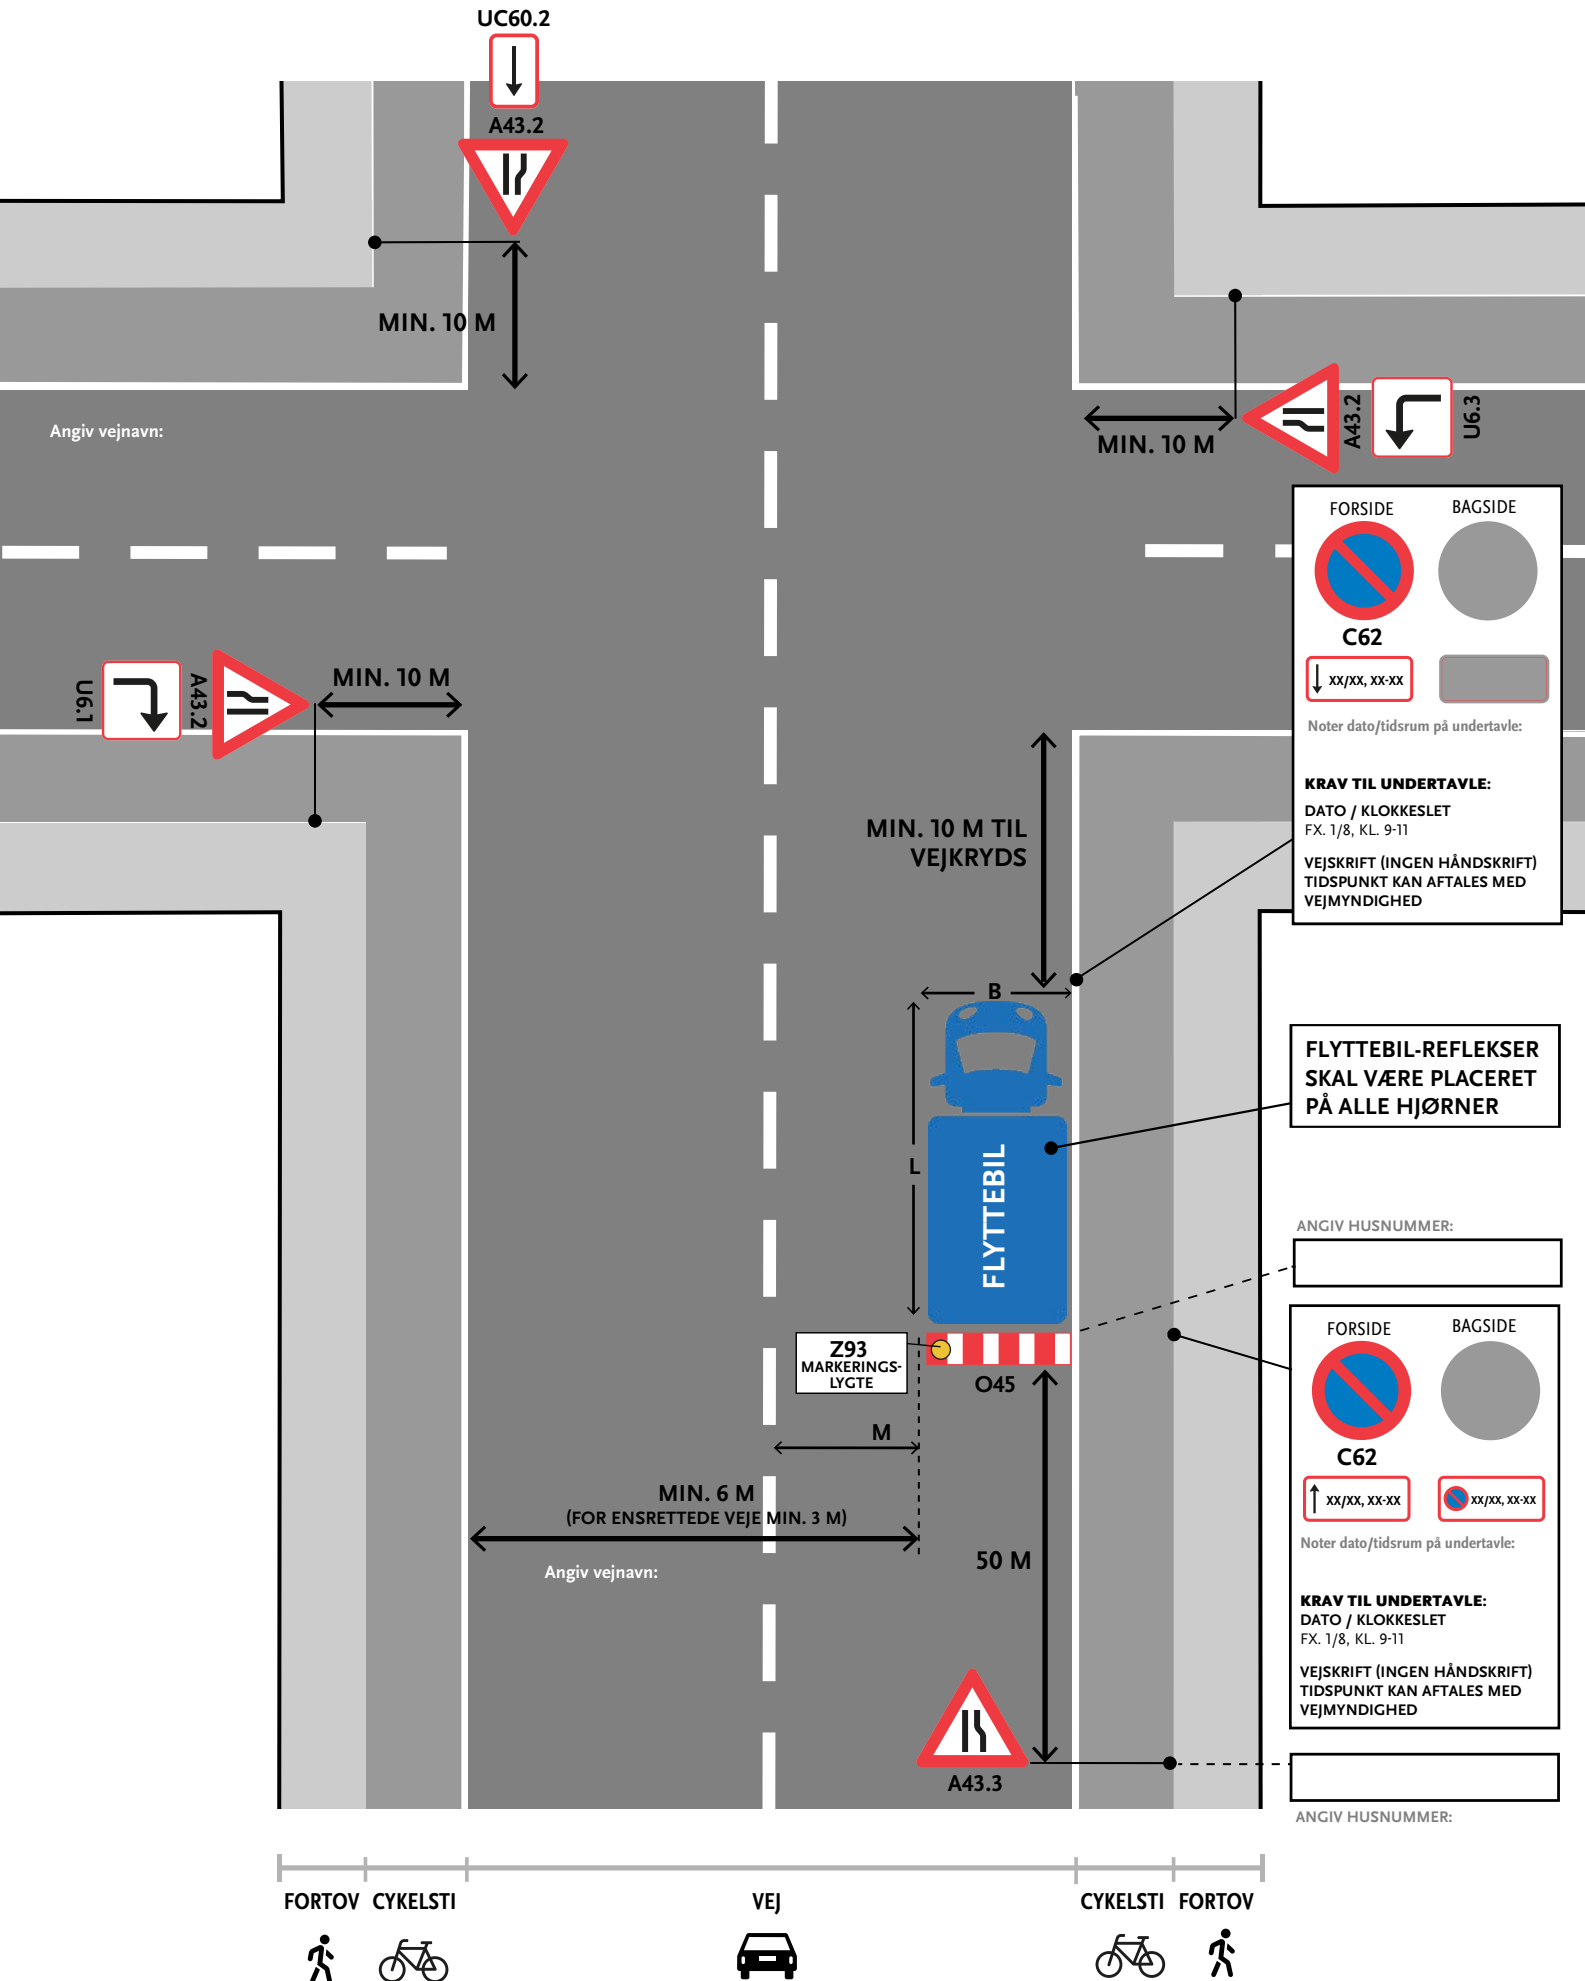 UC60.2
A43.2
MIN. 10 M
Angiv vejnavn:
MIN. 10 M
A43.2
U6.3
FORSIDE
BAGSIDE
C62
xx/xx, xx-xx
Noter dato/tidsrum på undertavle:
KRAV TIL UNDERTAVLE:
DATO / KLOKKESLET
FX. 1/8, KL. 9-11
VEJSKRIFT (INGEN HÅNDSKRIFT)
TIDSPUNKT KAN AFTALES MED
VEJMYNDIGHED
U6.1
A43.2
MIN. 10 M
MIN. 10 M TIL
VEJKRYDS
B
L
FLYTTEBIL
FLYTTEBIL-REFLEKSER
SKAL VÆRE PLACERET
PÅ ALLE HJØRNER
ANGIV HUSNUMMER:
Z93
MARKERINGS-
LYGTE
O45
M
MIN. 6 M
(FOR ENSRETTEDE VEJE MIN. 3 M)
Angiv vejnavn:
50 M
A43.3
FORSIDE
BAGSIDE
C62
xx/xx, xx-xx
xx/xx, xx-xx
Noter dato/tidsrum på undertavle:
KRAV TIL UNDERTAVLE:
DATO / KLOKKESLET
FX. 1/8, KL. 9-11
VEJSKRIFT (INGEN HÅNDSKRIFT)
TIDSPUNKT KAN AFTALES MED
VEJMYNDIGHED
ANGIV HUSNUMMER:
FORTOV
CYKELSTI
VEJ
CYKELSTI
FORTOV